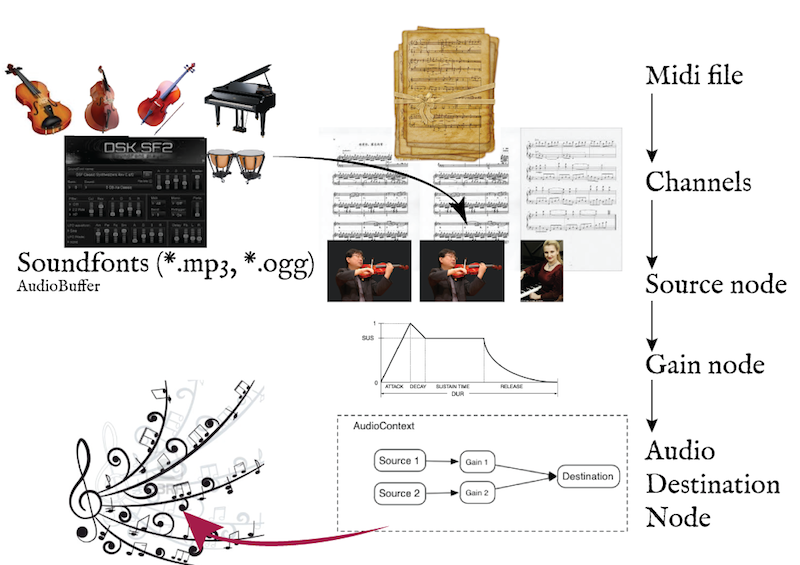 Midi file
DSK SF2
Channels
Soundfonts (*.mp3, *.ogg)
AudioBuffer
Source node
1
SUS
0
ATTACK DECAY SUSTAIN TIME RELEASE
DUR
Gain node
AudioContext
Source 1 Gain 1
Destination
Source 2 Gain 2
Audio
Destination
Node